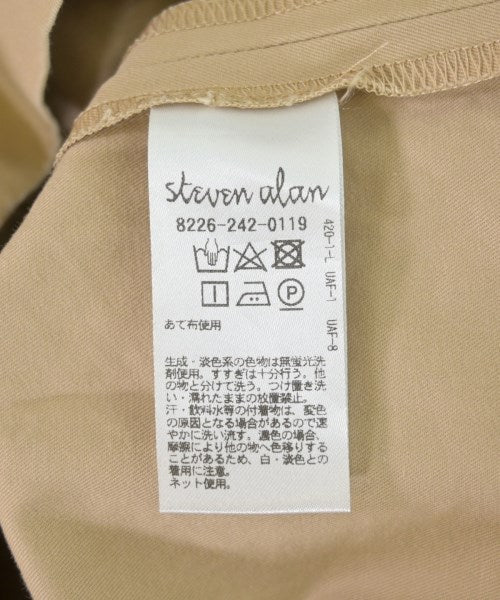 steven alan
8226-242-0119
P
あて布使用
生成・淡色系の色物は無蛍光洗
剤使用。すすぎは十分行う。他
の物と分けて洗う。つけ置き洗
い・濡れたままの放置禁止。
汗・飲料水等の付着物は、変色
の原因となる場合があるので速
やかに洗い流す。濃色の場合、
摩擦により他の物へ色移りする
ことがあるため、白・淡色との
着用に注意。
ネット使用。
420-1-L UAF-1 UAF-8